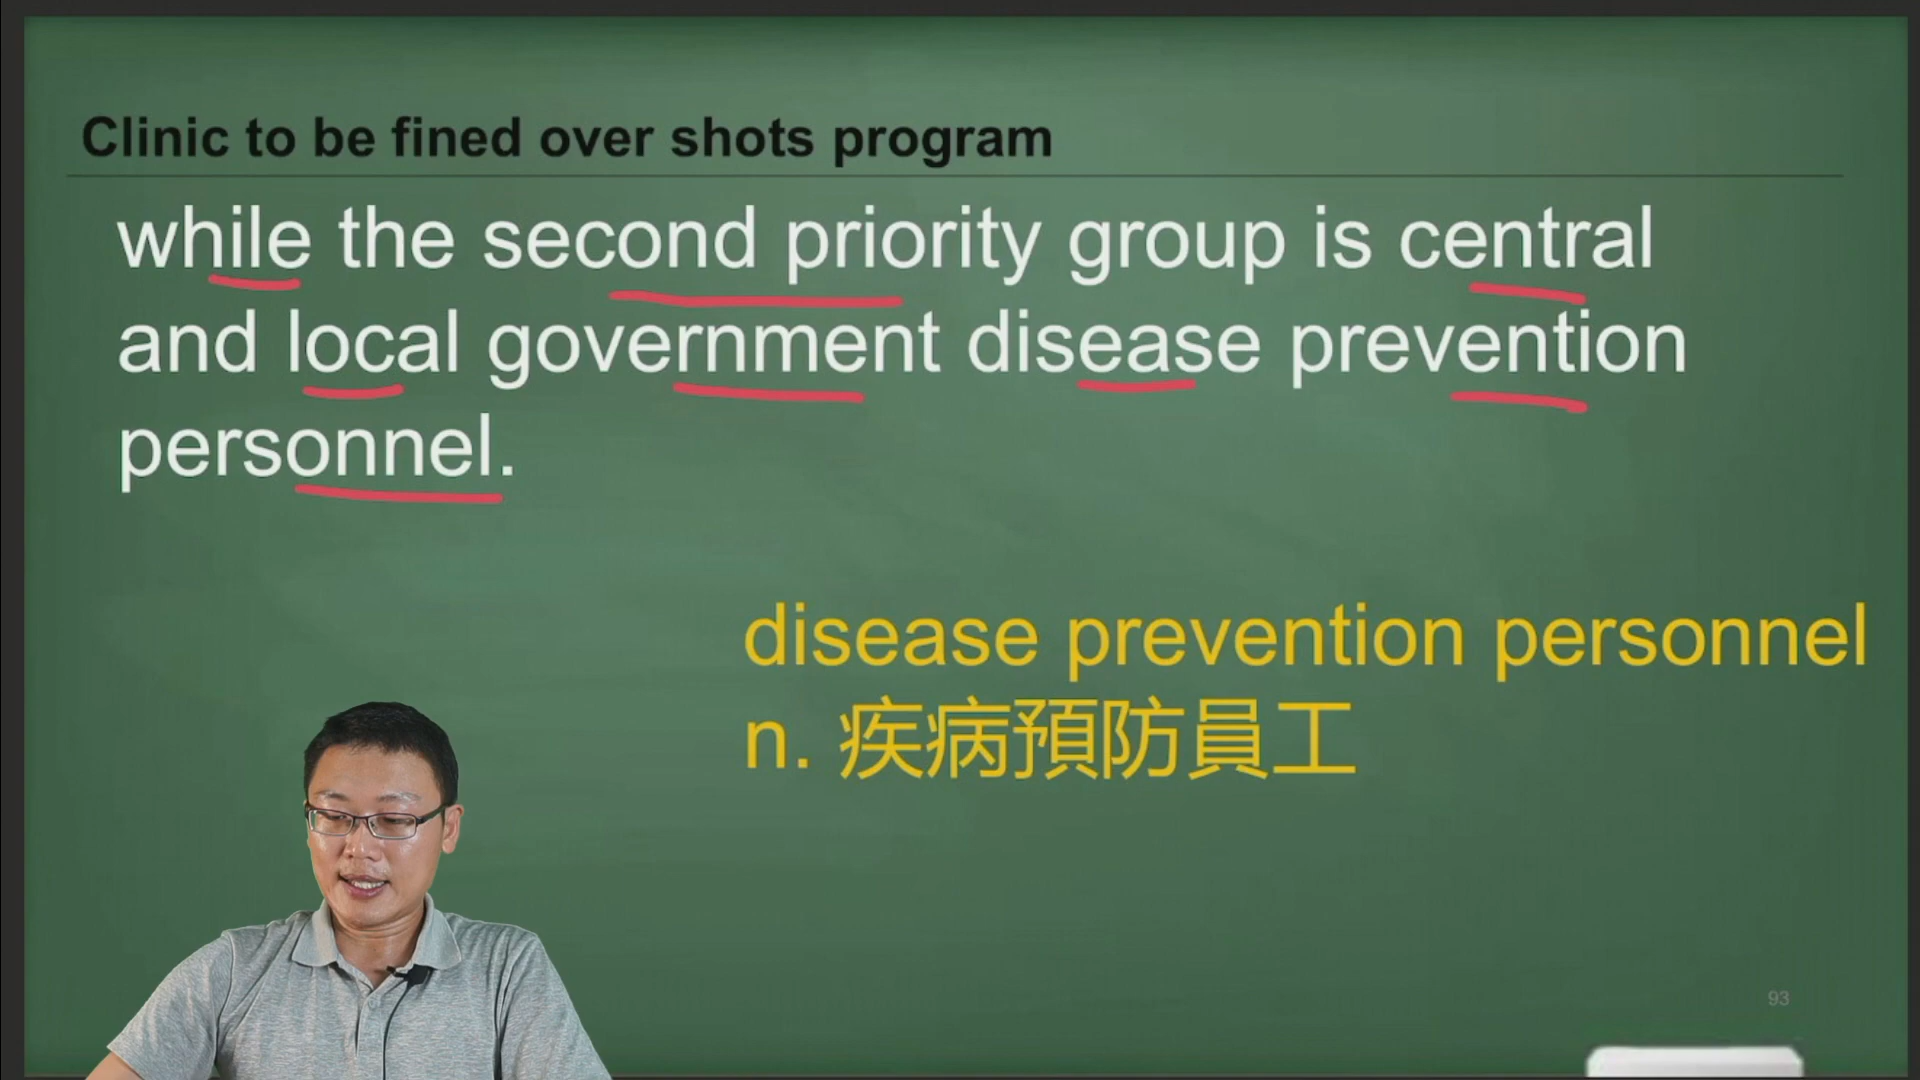 Clinic to be fined over shots program
while the second priority group is central
and local government disease prevention
personnel.
disease prevention personnel
n. 疾病預防員工
93